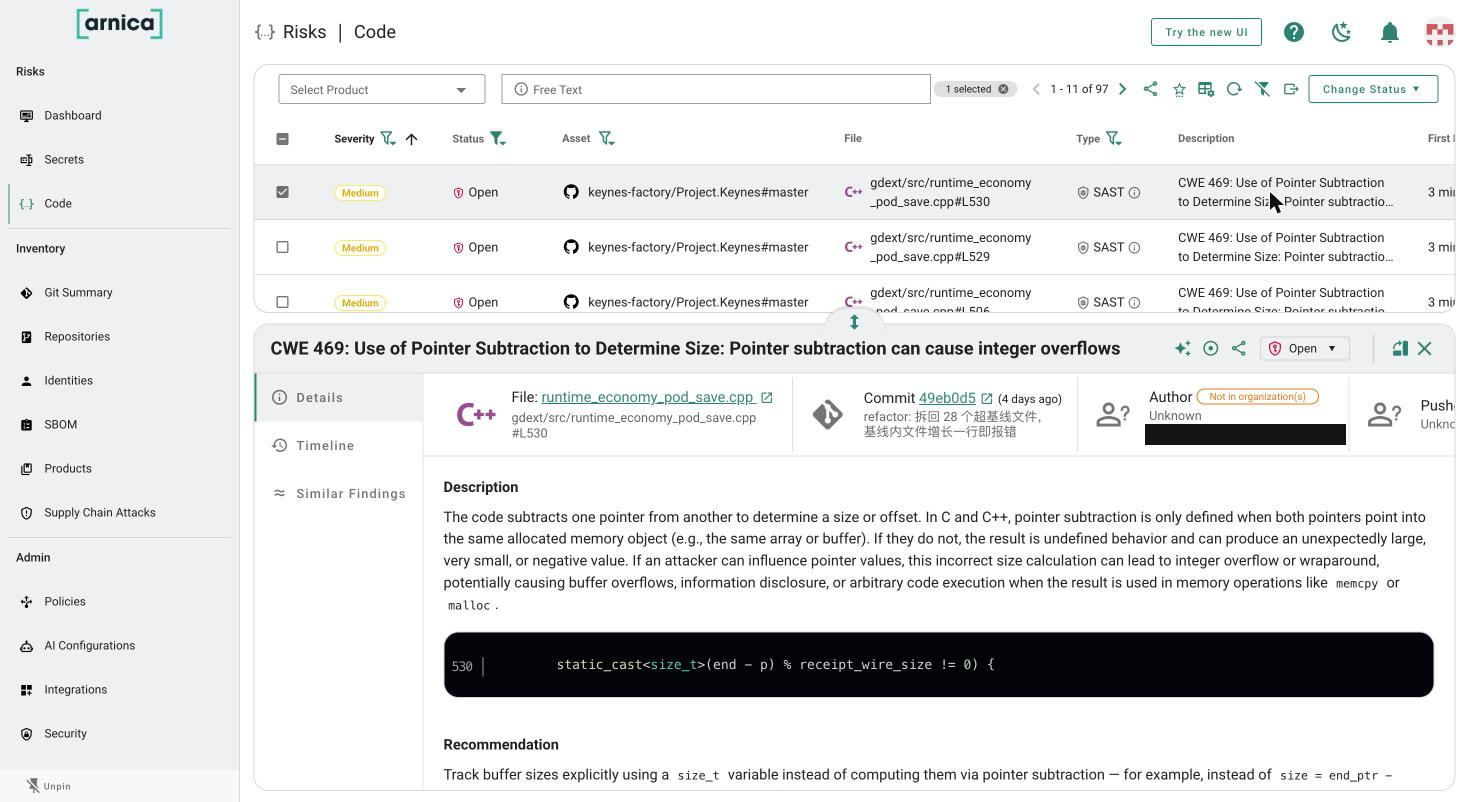 [arnica]
Risks
Dashboard
Secrets
Code
Inventory
Git Summary
Repositories
Identities
SBOM
Products
Supply Chain Attacks
Admin
Policies
AI Configurations
Integrations
Security
Unpin
{..} Risks | Code
Try the new UI
Select Product
Free Text
1 selected
1 - 11 of 97
Change Status
Severity Status Asset File Type Description First
Medium Open keynes-factory/Project.Keynes#master gdext/src/runtime_economy SAST CWE 469: Use of Pointer Subtraction 3 mi
_pod_save.cpp#L530 to Determine Siz Pointer subtractio…
Medium Open keynes-factory/Project.Keynes#master gdext/src/runtime_economy SAST CWE 469: Use of Pointer Subtraction 3 mi
_pod_save.cpp#L529 to Determine Size: Pointer subtractio…
Medium Open keynes-factory/Project.Keynes#master gdext/src/runtime_economy SAST CWE 469: Use of Pointer Subtraction 3 mi
_pod_save.cpp#L506 to Determine Size: Pointer subtractio…
CWE 469: Use of Pointer Subtraction to Determine Size: Pointer subtraction can cause integer overflows
Open
Details
Timeline
Similar Findings
C++
File: runtime_economy_pod_save.cpp
gdext/src/runtime_economy_pod_save.cpp
#L530
Commit 49eb0d5 (4 days ago)
refactor: 拆回 28 个超基线文件,
基线内文件增长一行即报错
Author Not in organization(s)
Unknown
Push
Unkno
Description
The code subtracts one pointer from another to determine a size or offset. In C and C++, pointer subtraction is only defined when both pointers point into
the same allocated memory object (e.g., the same array or buffer). If they do not, the result is undefined behavior and can produce an unexpectedly large,
very small, or negative value. If an attacker can influence pointer values, this incorrect size calculation can lead to integer overflow or wraparound,
potentially causing buffer overflows, information disclosure, or arbitrary code execution when the result is used in memory operations like memcpy or
malloc .
530 | static_cast<size_t>(end − p) % receipt_wire_size != 0) {
Recommendation
Track buffer sizes explicitly using a size_t variable instead of computing them via pointer subtraction — for example, instead of size = end_ptr −